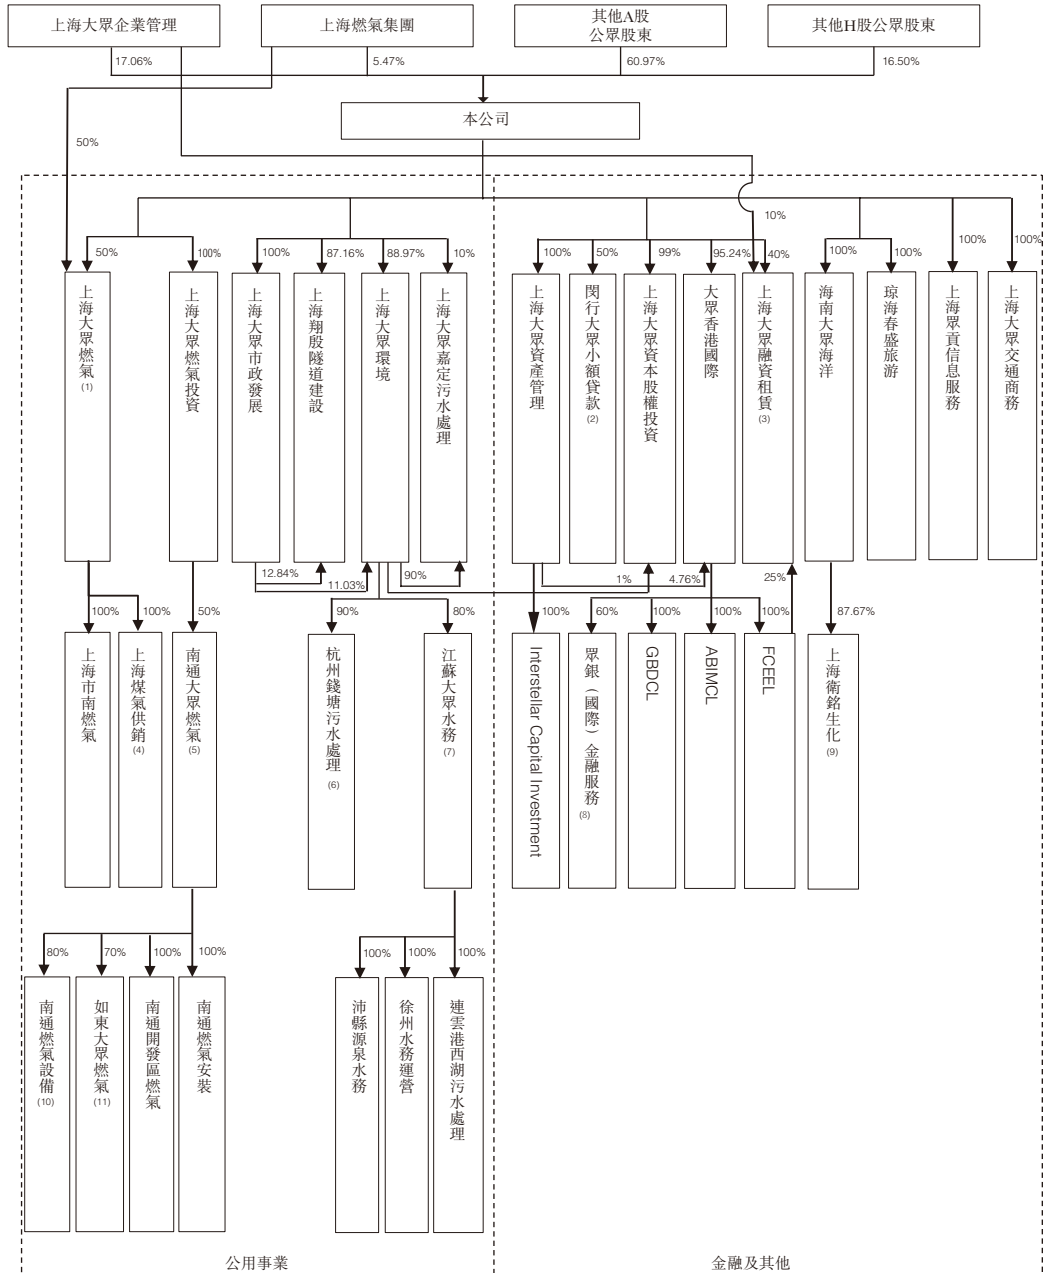 上海大眾企業管理
上海燃氣集團
其他A股
公眾股東
其他H股公眾股東
17.06%
5.47%
60.97%
16.50%
本公司
50%
10%
50%
100%
100%
87.16%
88.97%
10%
100%
50%
99%
95.24%
40%
100%
100%
100%
100%
上海大眾燃氣(1)
上海大眾燃氣投資
上海大眾市政發展
上海翔殷隧道建設
上海大眾環境
上海大眾嘉定污水處理
上海大眾資產管理
閔行大眾小額貸款(2)
上海大眾資本股權投資
大眾香港國際
上海大眾融資租賃(3)
海南大眾海洋
琼海春盛旅游
上海眾貢信息服務
上海大眾交通商務
12.84%
11.03%
90%
1%
4.76%
25%
100%
100%
50%
90%
80%
100%
60%
100%
100%
100%
87.67%
上海市南燃氣
上海煤氣供銷(4)
南通大眾燃氣(5)
杭州錢塘污水處理(6)
江蘇大眾水務(7)
Interstellar Capital Investment
眾銀（國際）金融服務(8)
GBDCL
ABIMCL
FCEEL
上海衛銘生化(9)
80%
70%
100%
100%
100%
100%
100%
南通燃氣設備(10)
如東大眾燃氣(11)
南通開發區燃氣
南通燃氣安裝
沛縣源泉水務
徐州水務運營
連雲港西湖污水處理
公用事業
金融及其他